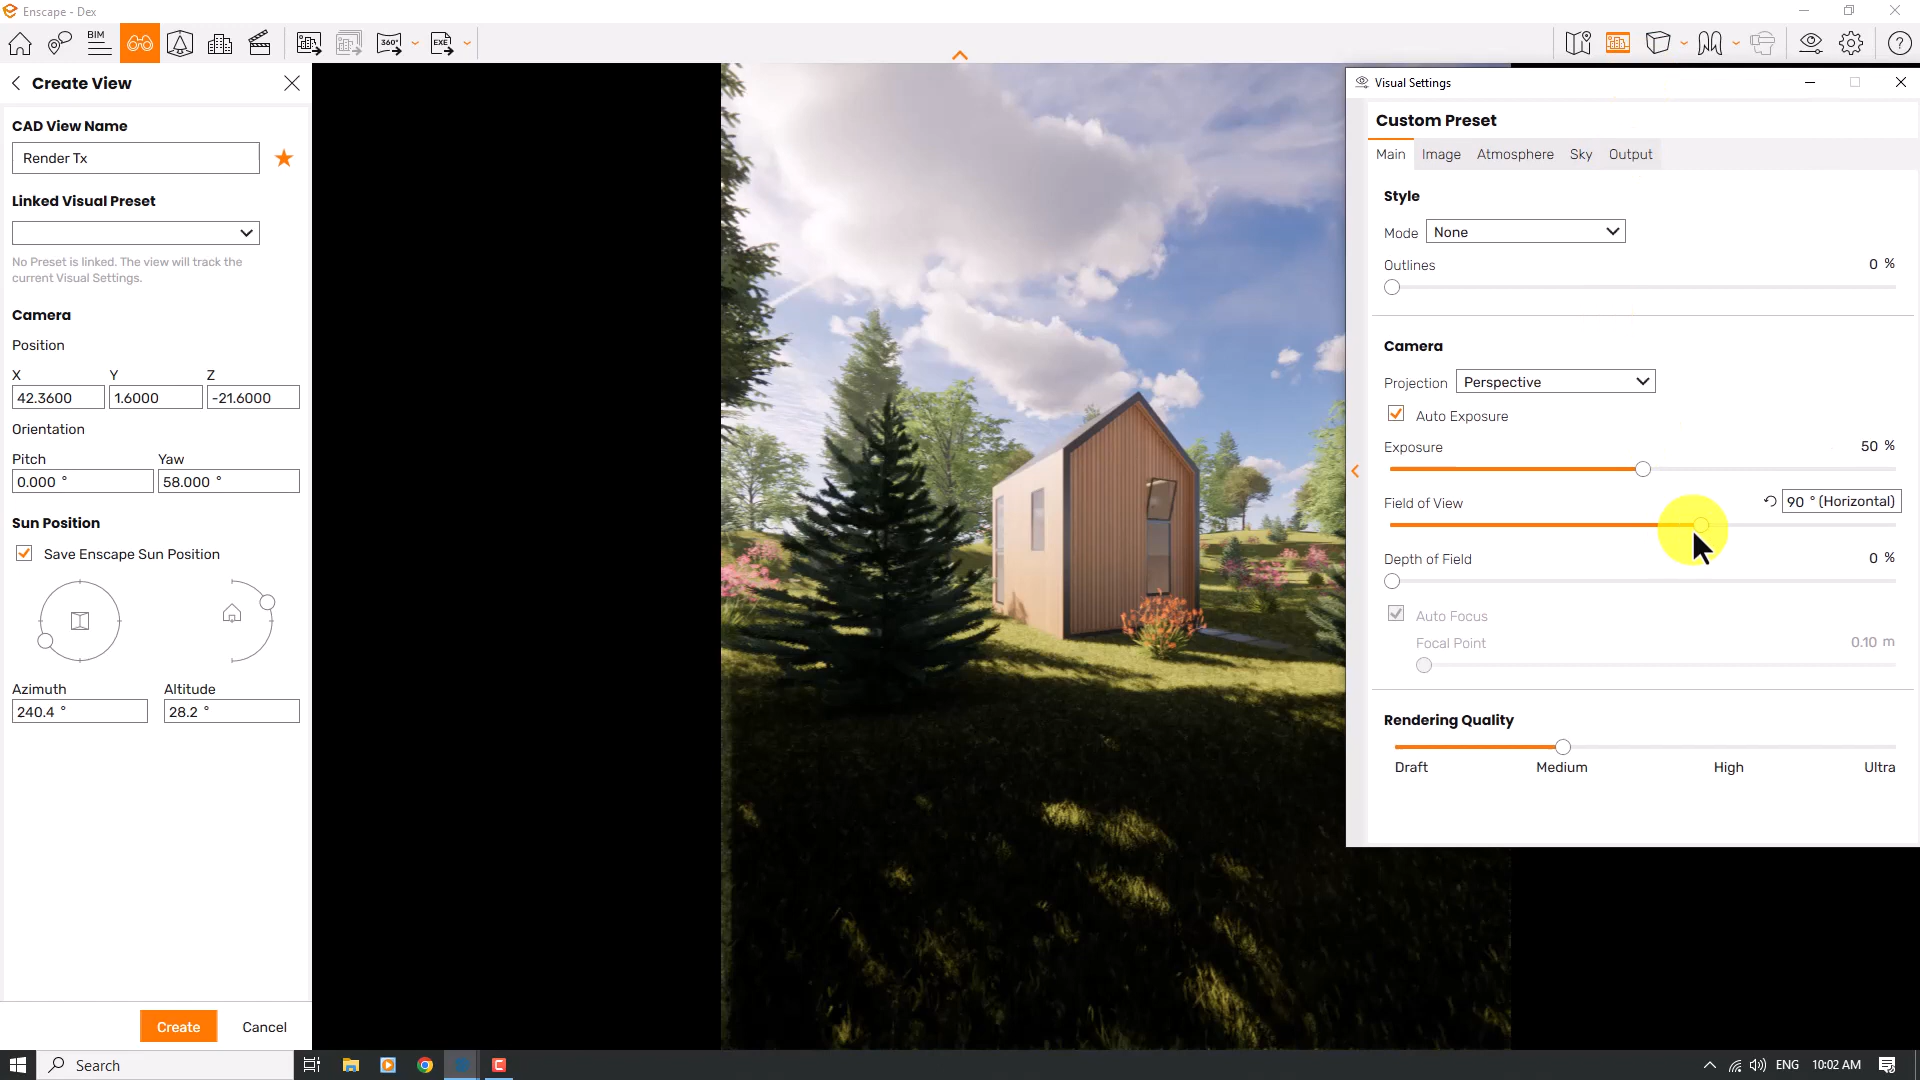 Enscape - Dex
BIM
360°
EXE
?
Create View
CAD View Name
Render Tx
Linked Visual Preset
No Preset is linked. The view will track the
current Visual Settings.
Camera
Position
X Y Z
42.3600 1.6000 -21.6000
Orientation
Pitch Yaw
0.000 ° 58.000 °
Sun Position
Save Enscape Sun Position
Azimuth Altitude
240.4 ° 28.2 °
Create Cancel
Visual Settings
Custom Preset
Main Image Atmosphere Sky Output
Style
Mode None
Outlines 0 %
Camera
Projection Perspective
Auto Exposure
Exposure 50 %
Field of View 90 ° (Horizontal)
Depth of Field 0 %
Auto Focus
Focal Point 0.10 m
Rendering Quality
Draft Medium High Ultra
Search
C
ENG 10:02 AM